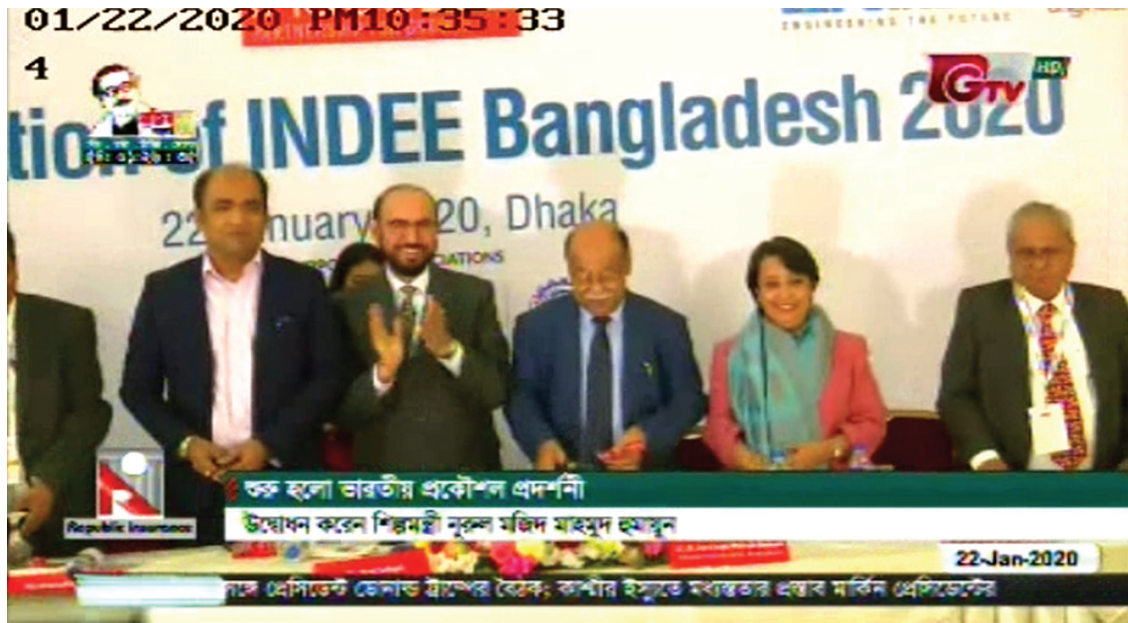 01/22/2020 PM10:35:33
ENGINEERING THE FUTURE
4
GTV HD
tion of INDEE Bangladesh 2020
22 January 2020, Dhaka
শুরু হলো ভারতীয় প্রকৌশল প্রদর্শনী
উদ্বোধন করেন শিল্পমন্ত্রী নূরুল মজিদ মাহমুদ হুমায়ুন
Republic Insurance
22-Jan-2020
সঙ্গে প্রেসিডেন্ট ডোনাল্ড ট্রাম্পের বৈঠক; কাশ্মীর ইস্যুতে মধ্যস্ততার প্রস্তাব মার্কিন প্রেসিডেন্টের